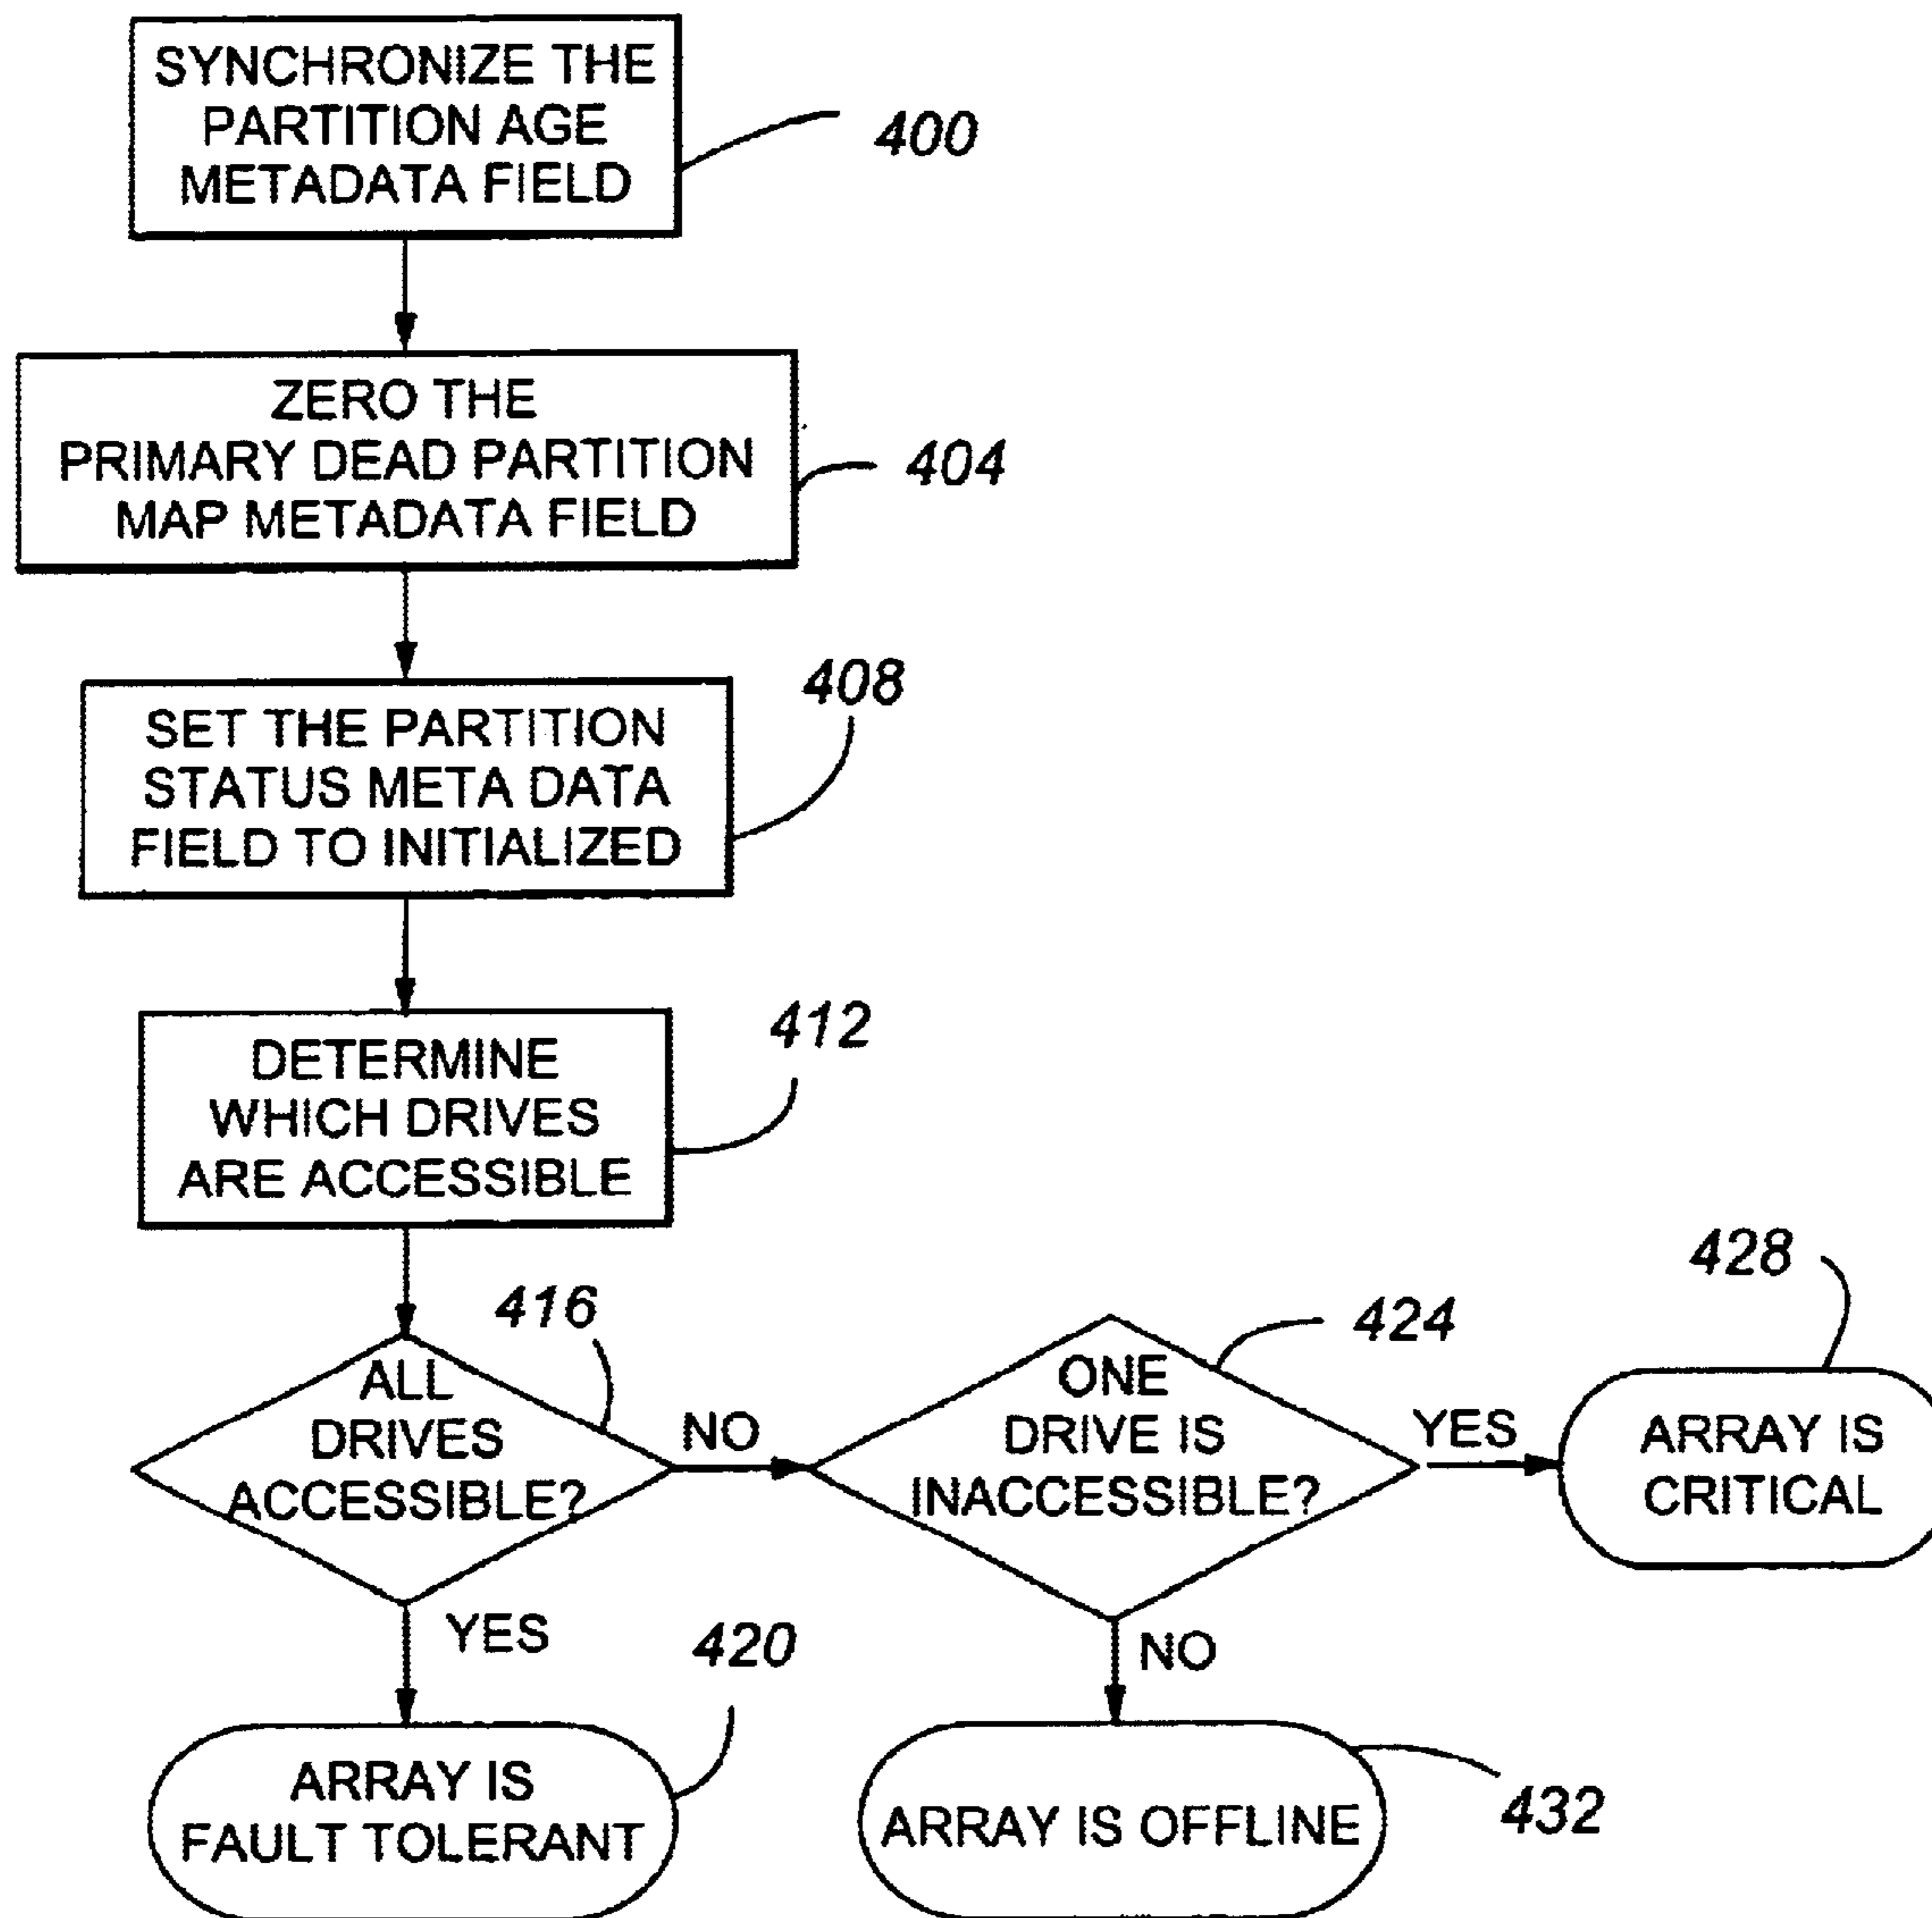 SYNCHRONIZE THE
PARTITION AGE
METADATA FIELD
400
ZERO THE
PRIMARY DEAD PARTITION
MAP METADATA FIELD
404
408
SET THE PARTITION
STATUS META DATA
FIELD TO INITIALIZED
412
DETERMINE
WHICH DRIVES
ARE ACCESSIBLE
416
ALL
DRIVES
ACCESSIBLE?
NO
424
ONE
DRIVE IS
INACCESSIBLE?
YES
428
ARRAY IS
CRITICAL
YES
420
ARRAY IS
FAULT TOLERANT
NO
432
ARRAY IS OFFLINE